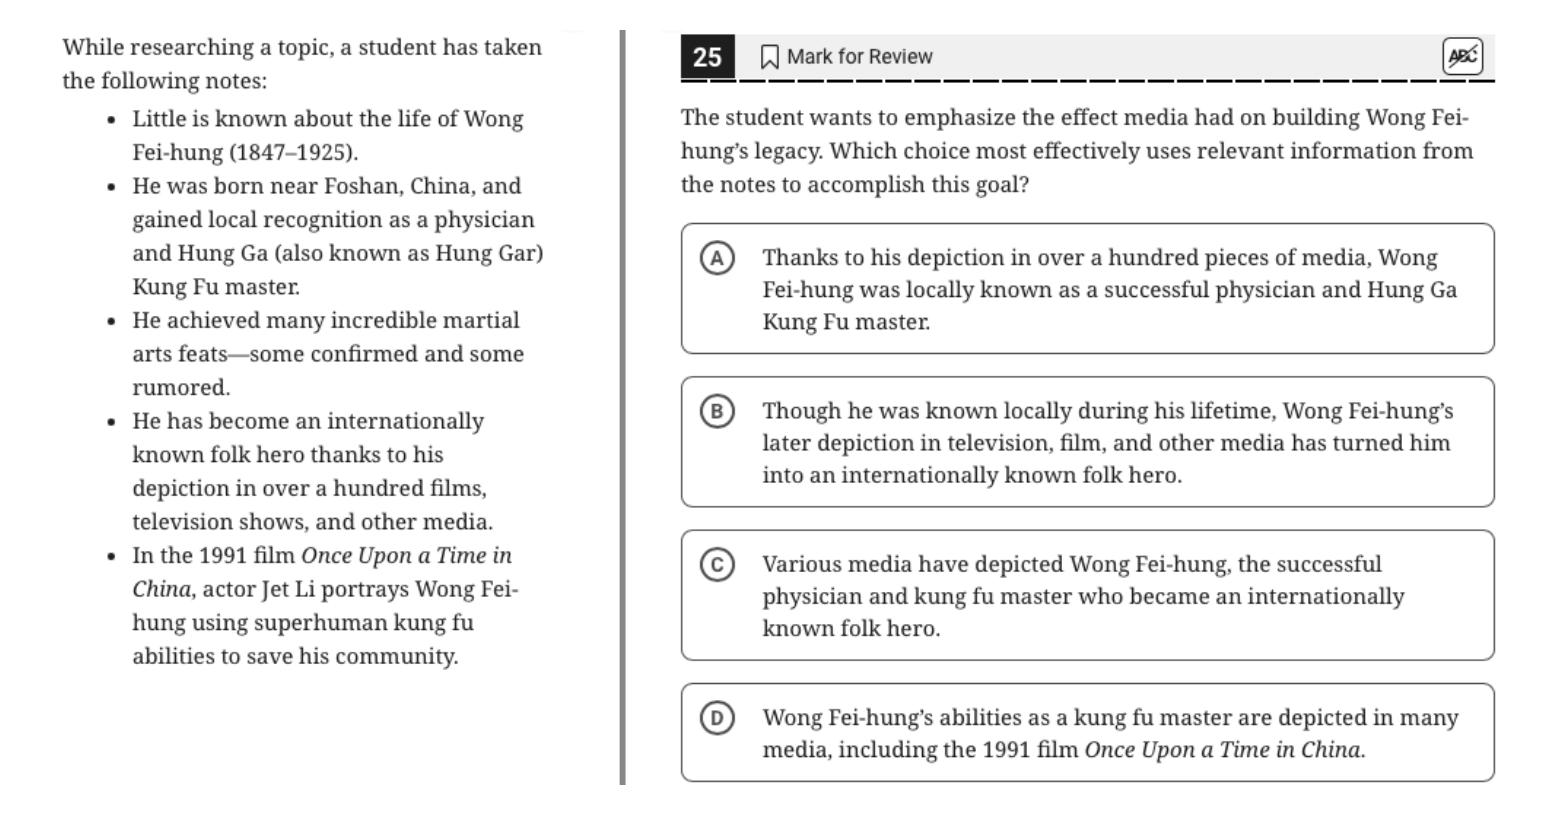 While researching a topic, a student has taken
the following notes:
• Little is known about the life of Wong
Fei-hung (1847–1925).
• He was born near Foshan, China, and
gained local recognition as a physician
and Hung Ga (also known as Hung Gar)
Kung Fu master.
• He achieved many incredible martial
arts feats—some confirmed and some
rumored.
• He has become an internationally
known folk hero thanks to his
depiction in over a hundred films,
television shows, and other media.
• In the 1991 film Once Upon a Time in
China, actor Jet Li portrays Wong Fei-
hung using superhuman kung fu
abilities to save his community.
25 Mark for Review ABC
The student wants to emphasize the effect media had on building Wong Fei-
hung’s legacy. Which choice most effectively uses relevant information from
the notes to accomplish this goal?
A Thanks to his depiction in over a hundred pieces of media, Wong
Fei-hung was locally known as a successful physician and Hung Ga
Kung Fu master.
B Though he was known locally during his lifetime, Wong Fei-hung’s
later depiction in television, film, and other media has turned him
into an internationally known folk hero.
C Various media have depicted Wong Fei-hung, the successful
physician and kung fu master who became an internationally
known folk hero.
D Wong Fei-hung’s abilities as a kung fu master are depicted in many
media, including the 1991 film Once Upon a Time in China.